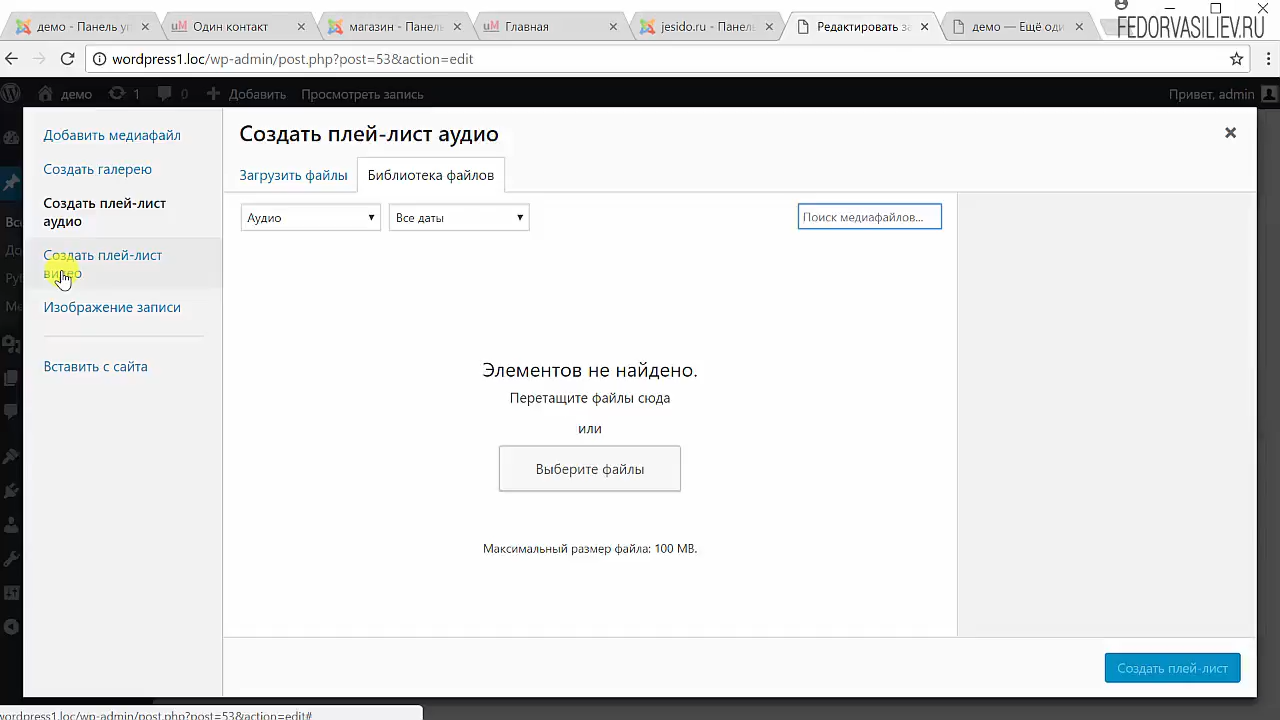 демо - Панель уп
Один контакт
магазин - Панель
Главная
jesido.ru - Панель
Редактировать за
демо — Ещё оди
FEDORVASILIEV.RU
wordpress1.loc/wp-admin/post.php?post=53&action=edit
демо
1
0
Добавить
Просмотреть запись
Привет, admin
Добавить медиафайл
Создать галерею
Создать плей-лист
аудио
Создать плей-лист
видео
Изображение записи
Вставить с сайта
Создать плей-лист аудио
Загрузить файлы
Библиотека файлов
Аудио
Все даты
Поиск медиафайлов...
Элементов не найдено.
Перетащите файлы сюда
или
Выберите файлы
Максимальный размер файла: 100 MB.
Создать плей-лист
wordpress1.loc/wp-admin/post.php?post=53&action=edit#